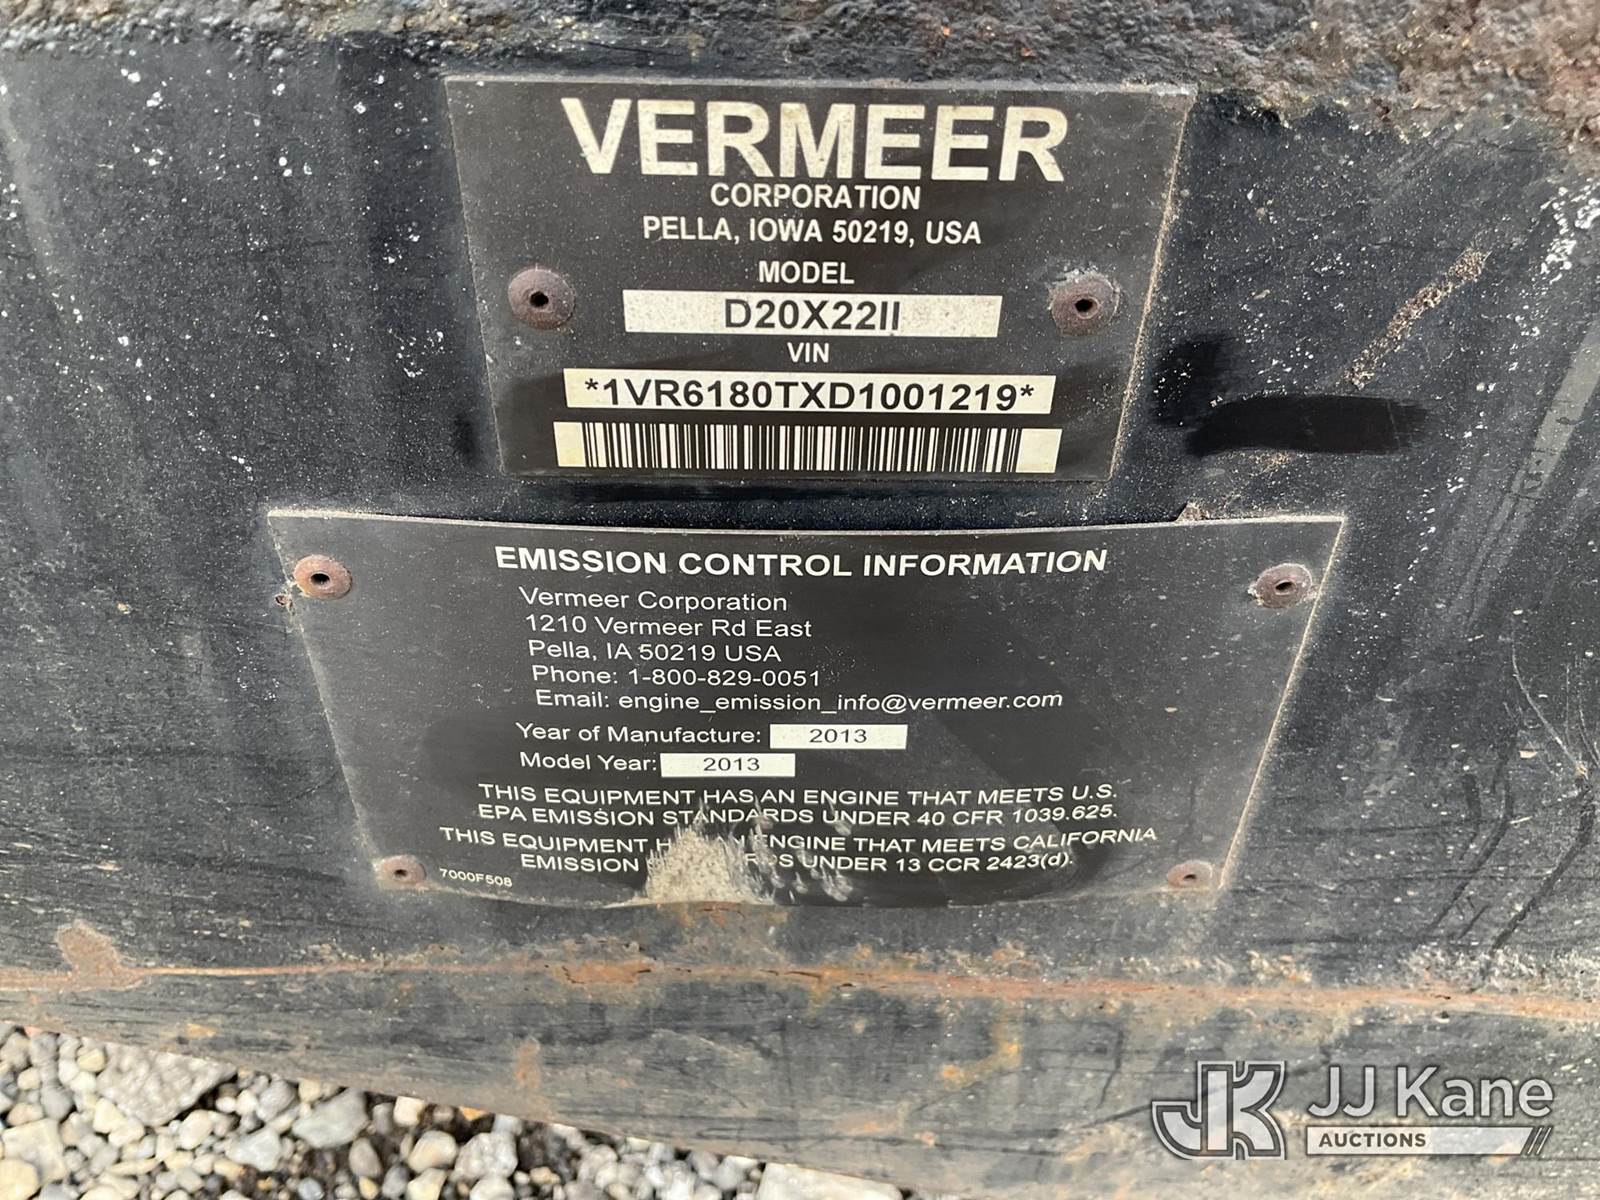 VERMEER
CORPORATION
PELLA, IOWA 50219, USA
MODEL
D20X22II
VIN
*1VR6180TXD1001219*
EMISSION CONTROL INFORMATION
Vermeer Corporation
1210 Vermeer Rd East
Pella, IA 50219 USA
Phone: 1-800-829-0051
Email: engine_emission_info@vermeer.com
Year of Manufacture: 2013
Model Year: 2013
THIS EQUIPMENT HAS AN ENGINE THAT MEETS U.S.
EPA EMISSION STANDARDS UNDER 40 CFR 1039.625.
THIS EQUIPMENT ENGINE THAT MEETS CALIFORNIA
EMISSION UNDER 13 CCR 2423(d).
7000F508
JK JJ Kane
AUCTIONS